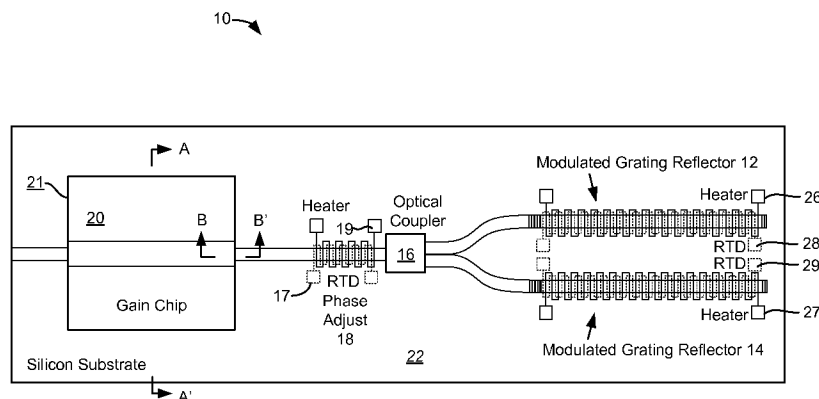 10
A
21
20
B
B'
Gain Chip
Silicon Substrate
A'
Heater
19
17
RTD
Phase
Adjust
18
Optical
Coupler
16
22
Modulated Grating Reflector 12
Heater
26
RTD
28
RTD
29
Heater
27
Modulated Grating Reflector 14